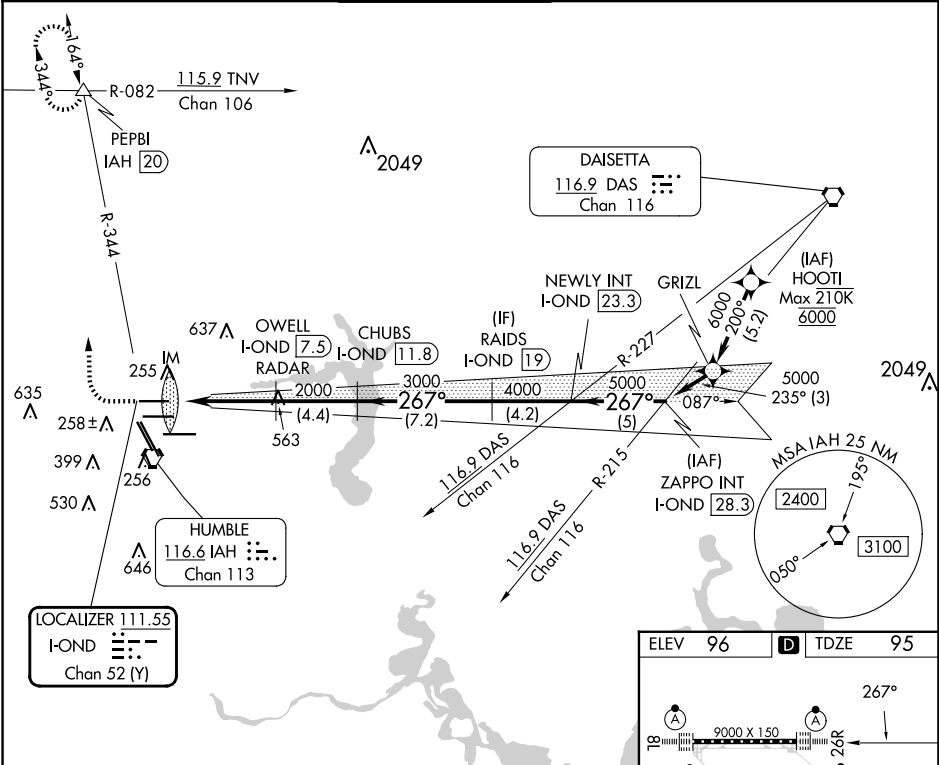 164°
344°
R-082
115.9 TNV
Chan 106
PEPBI
IAH 20
R-344
2049
DAISETTA
116.9 DAS
Chan 116
(IAF)
HOOTI
Max 210K
6000
GRIZL
6000
200°
(5.2)
NEWLY INT
I-OND 23.3
R-227
(IF)
RAIDS
I-OND 19
CHUBS
I-OND 11.8
OWELL
I-OND 7.5
RADAR
637
IM
255
635
258±
399
256
530
646
563
2000
(4.4)
3000
267°
(7.2)
4000
(4.2)
5000
267°
(5)
087°
5000
235° (3)
2049
116.9 DAS
Chan 116
R-215
116.9 DAS
Chan 116
(IAF)
ZAPPO INT
I-OND 28.3
MSA IAH 25 NM
195°
2400
3100
050°
HUMBLE
116.6 IAH
Chan 113
LOCALIZER 111.55
I-OND
Chan 52 (Y)
ELEV 96
D
TDZE 95
267°
A
A
8L
9000 X 150
26R